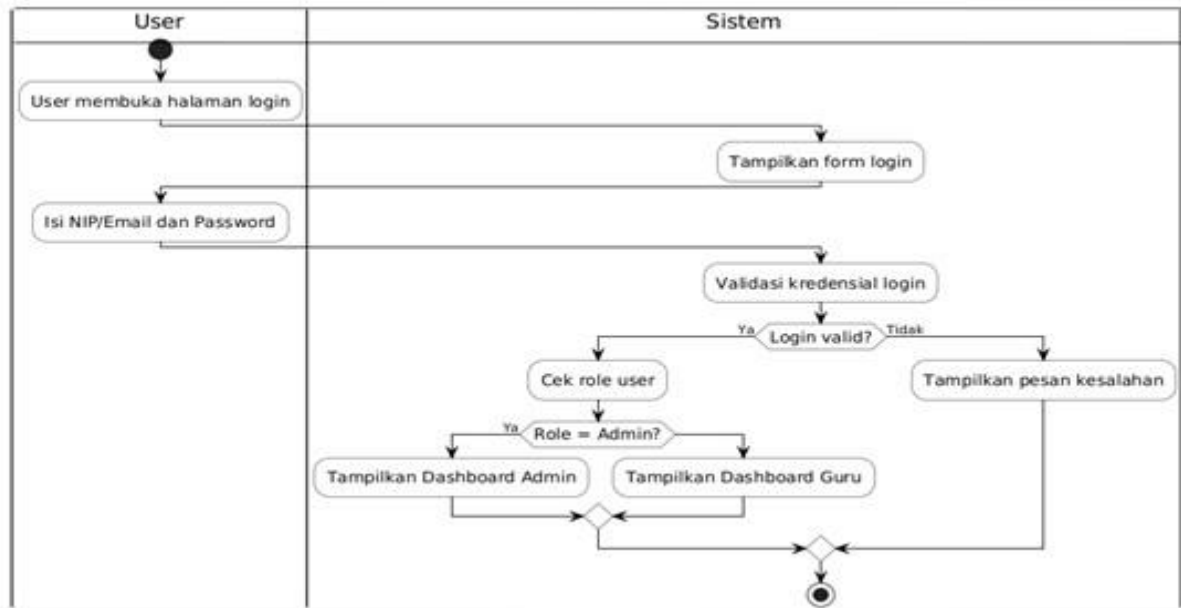 User
Sistem
User membuka halaman login
Tampilkan form login
Isi NIP/Email dan Password
Validasi kredensial login
Ya
Login valid?
Tidak
Cek role user
Tampilkan pesan kesalahan
Ya
Role = Admin?
Tampilkan Dashboard Admin
Tampilkan Dashboard Guru